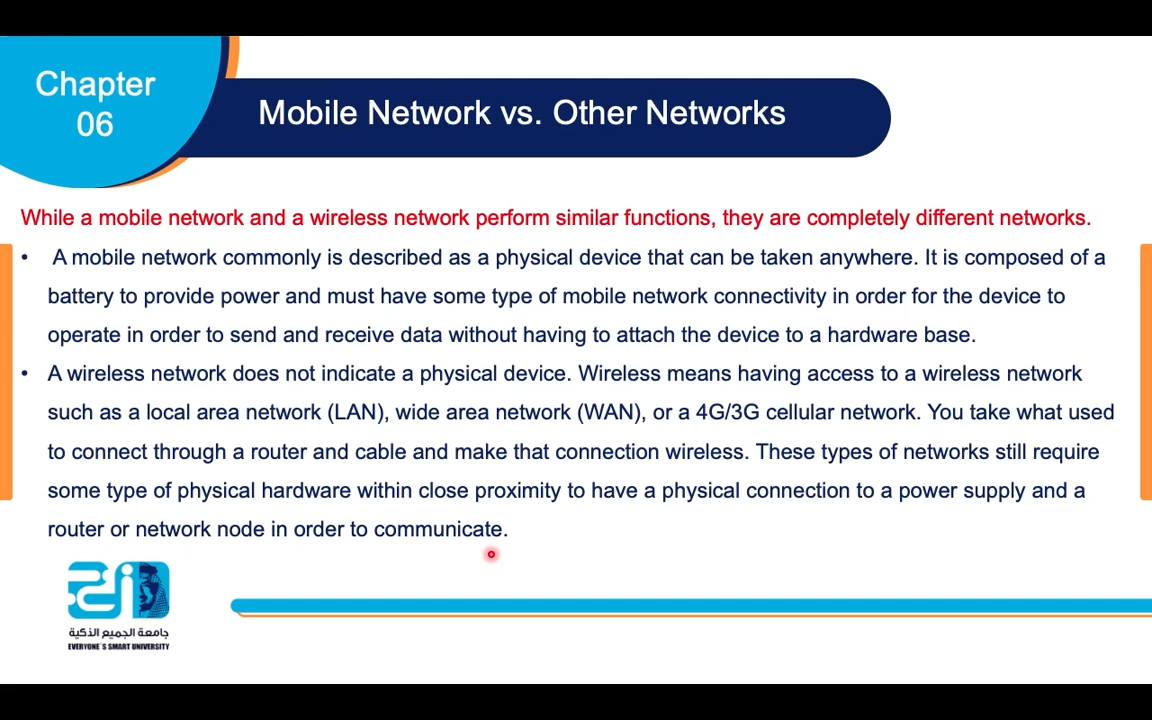 Chapter
06
Mobile Network vs. Other Networks
While a mobile network and a wireless network perform similar functions, they are completely different networks.
• A mobile network commonly is described as a physical device that can be taken anywhere. It is composed of a
battery to provide power and must have some type of mobile network connectivity in order for the device to
operate in order to send and receive data without having to attach the device to a hardware base.
• A wireless network does not indicate a physical device. Wireless means having access to a wireless network
such as a local area network (LAN), wide area network (WAN), or a 4G/3G cellular network. You take what used
to connect through a router and cable and make that connection wireless. These types of networks still require
some type of physical hardware within close proximity to have a physical connection to a power supply and a
router or network node in order to communicate.
جامعة الجميع الذكية
EVERYONE`S SMART UNIVERSITY